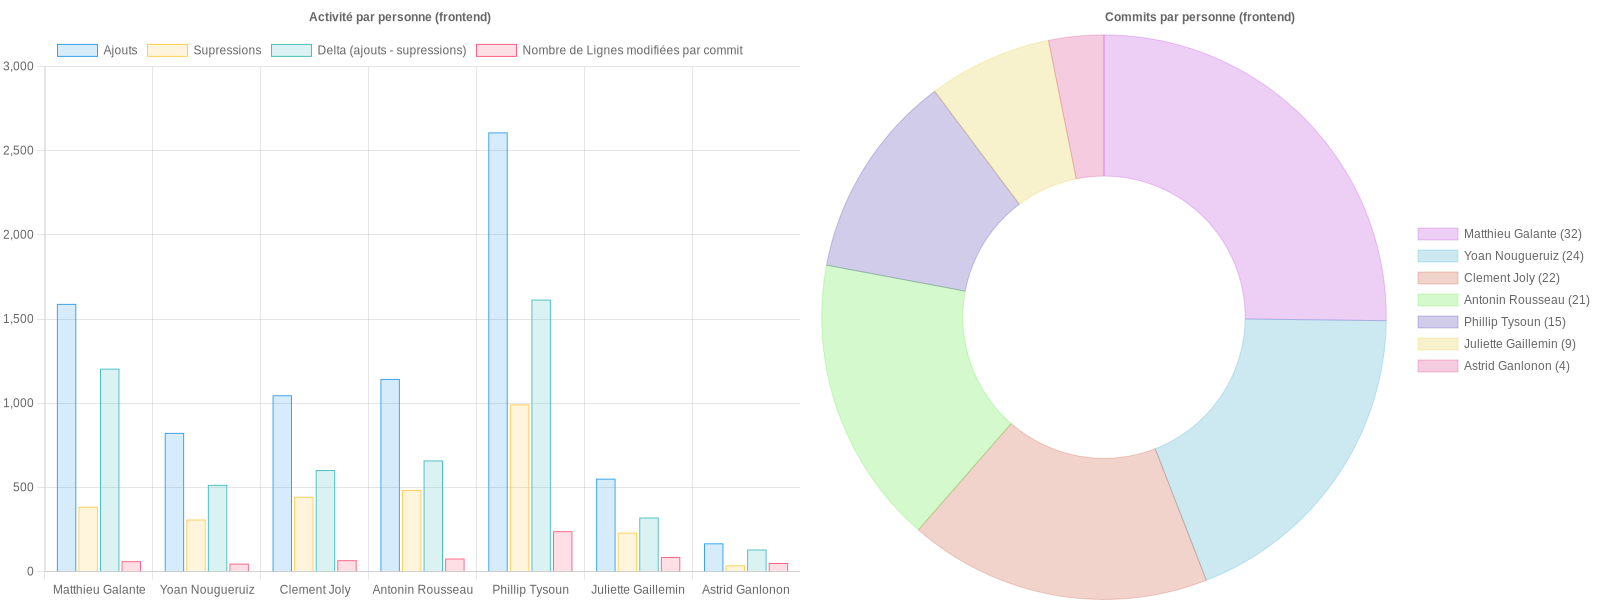 Activité par personne (frontend)
Ajouts Supressions Delta (ajouts - supressions) Nombre de Lignes modifiées par commit
3,000
2,500
2,000
1,500
1,000
500
0
Matthieu Galante Yoan Nougueruiz Clement Joly Antonin Rousseau Phillip Tysoun Juliette Gaillemin Astrid Ganlonon
Commits par personne (frontend)
Matthieu Galante (32)
Yoan Nougueruiz (24)
Clement Joly (22)
Antonin Rousseau (21)
Phillip Tysoun (15)
Juliette Gaillemin (9)
Astrid Ganlonon (4)